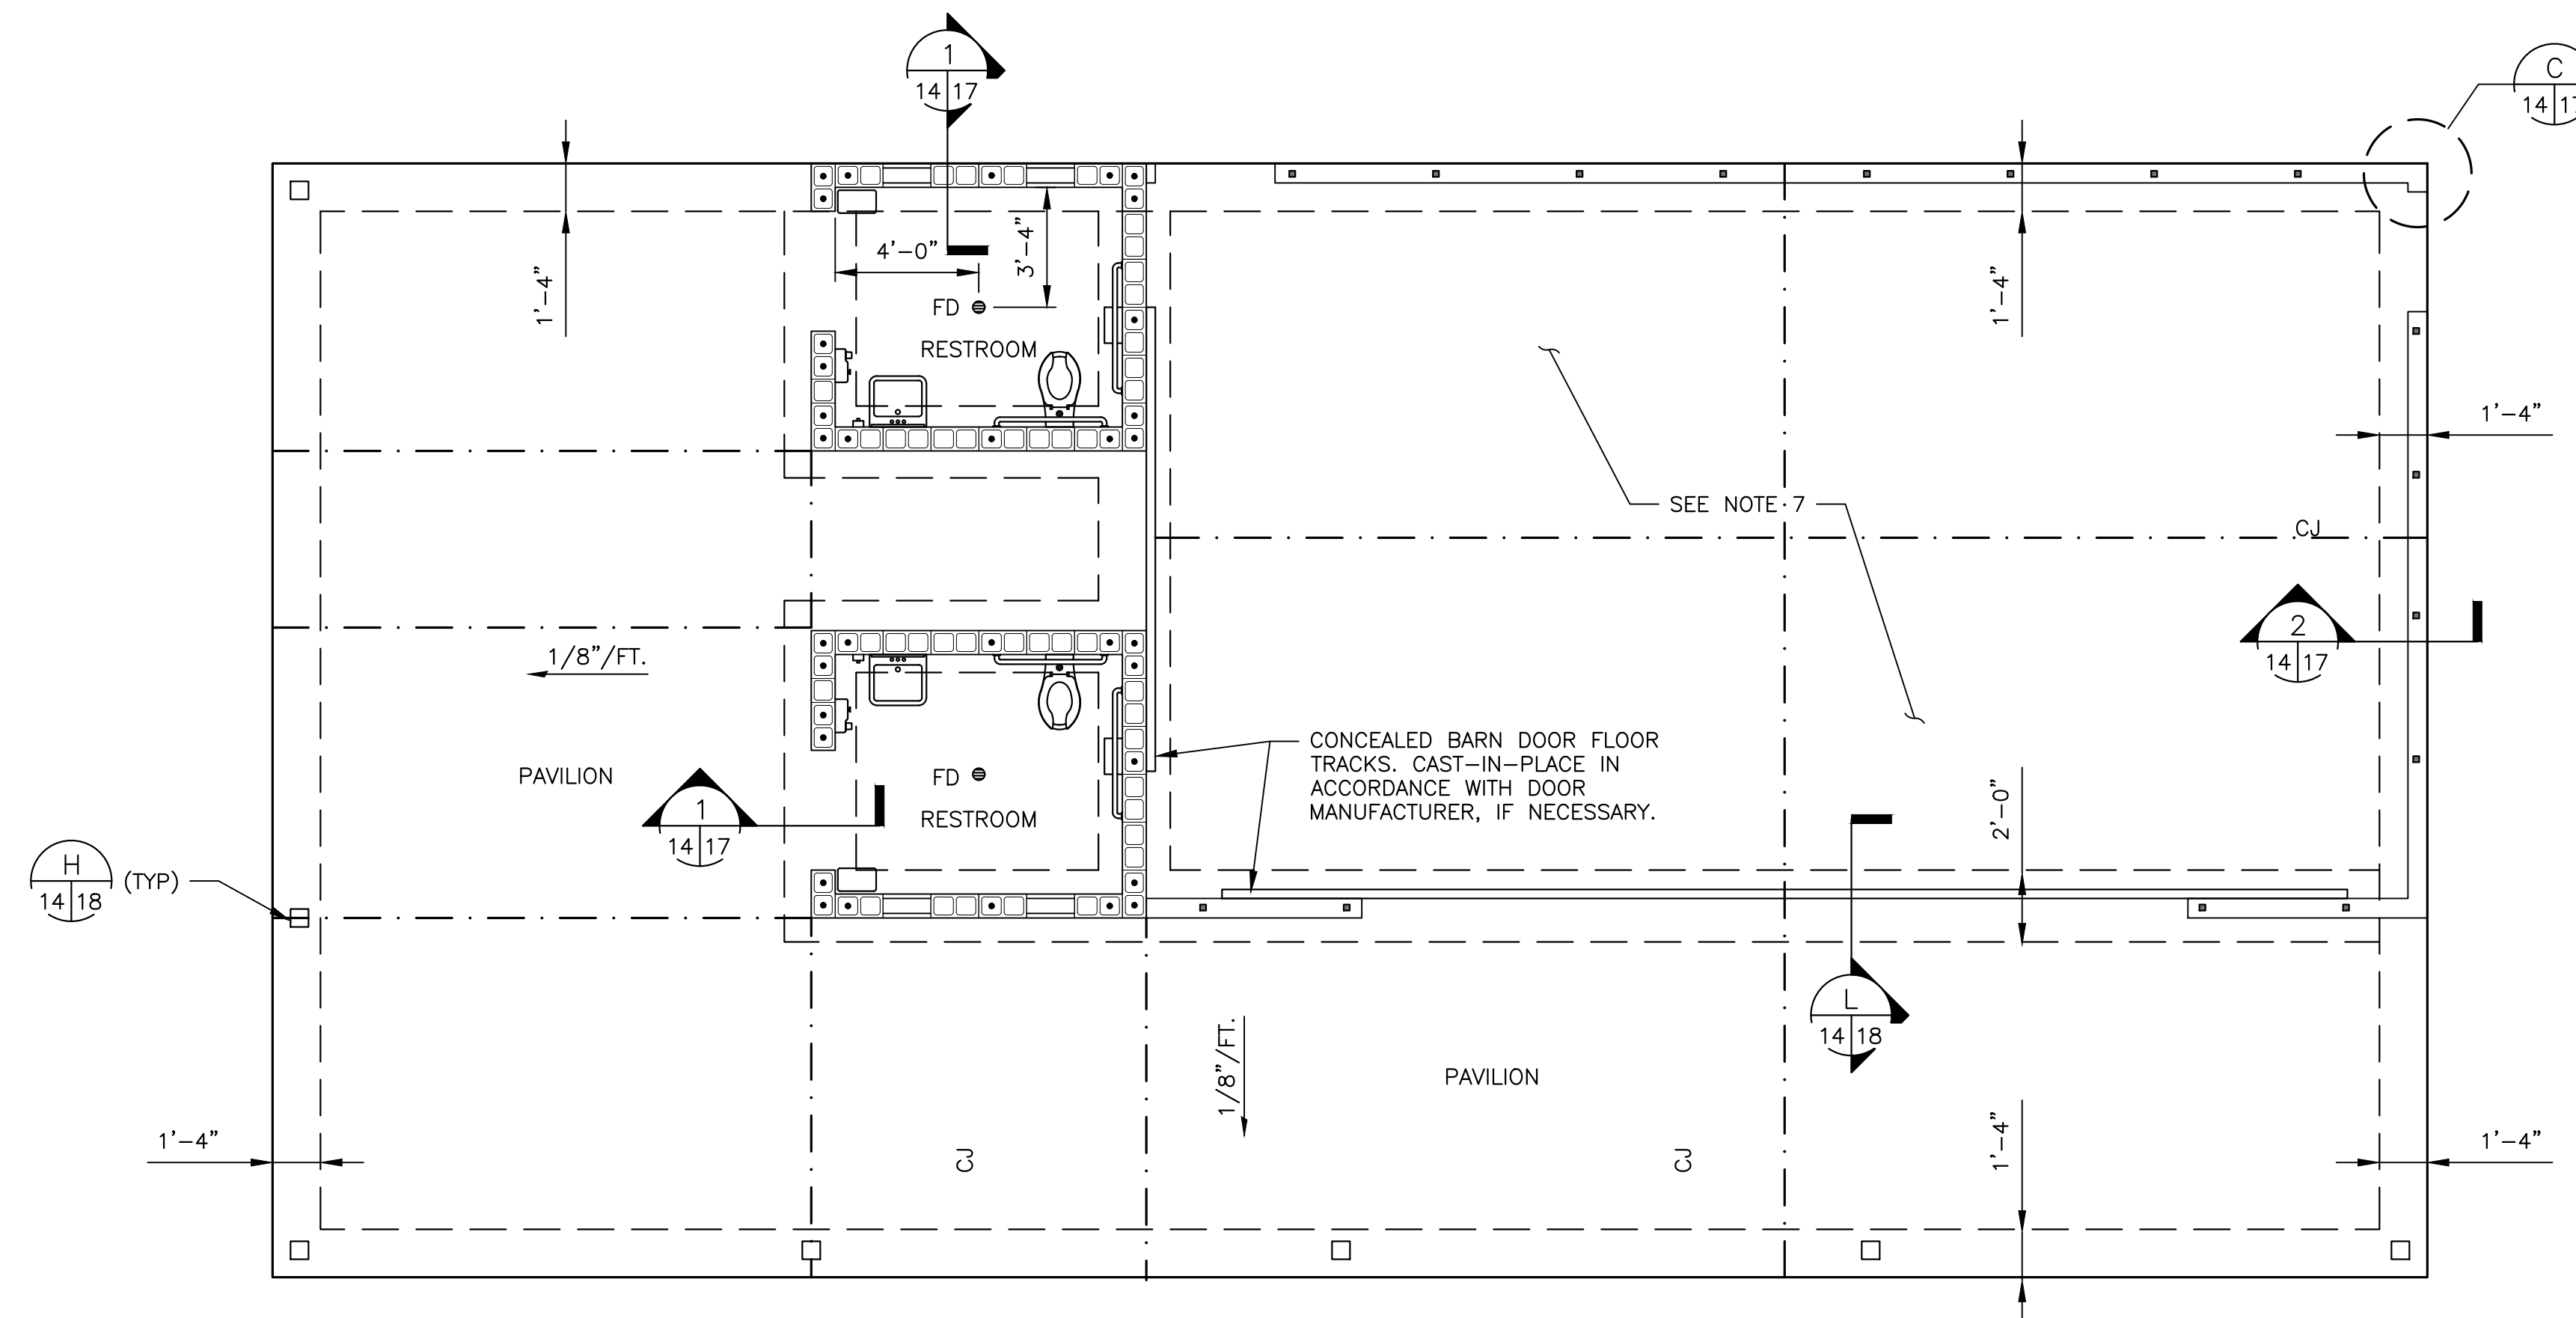 1
14 17
C
14 17
1'-4"
4'-0"
3'-4"
1'-4"
FD
RESTROOM
1'-4"
SEE NOTE 7
CJ
2
14 17
1/8"/FT.
CONCEALED BARN DOOR FLOOR
TRACKS. CAST-IN-PLACE IN
ACCORDANCE WITH DOOR
MANUFACTURER, IF NECESSARY.
PAVILION
FD
RESTROOM
1
14 17
2'-0"
H
14 18
(TYP)
L
14 18
1/8"/FT.
PAVILION
1'-4"
CJ
CJ
1'-4"
1'-4"